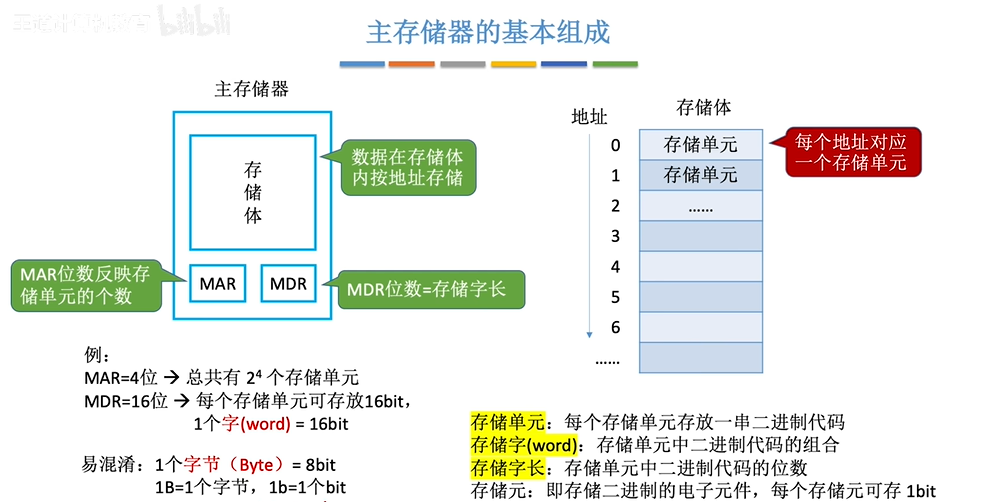 bilibili
主存储器的基本组成
主存储器
存
储
体
数据在存储体
内按地址存储
MAR
MDR
MAR位数反映存
储单元的个数
MDR位数=存储字长
地址
存储体
0
存储单元
1
存储单元
2
……
3
4
5
6
……
每个地址对应
一个存储单元
例：
MAR=4位 → 总共有 2⁴ 个存储单元
MDR=16位 → 每个存储单元可存放16bit，
1个字(word) = 16bit
易混淆：1个字节（Byte）= 8bit
1B=1个字节，1b=1个bit
存储单元：每个存储单元存放一串二进制代码
存储字(word)：存储单元中二进制代码的组合
存储字长：存储单元中二进制代码的位数
存储元：即存储二进制的电子元件，每个存储元可存 1bit